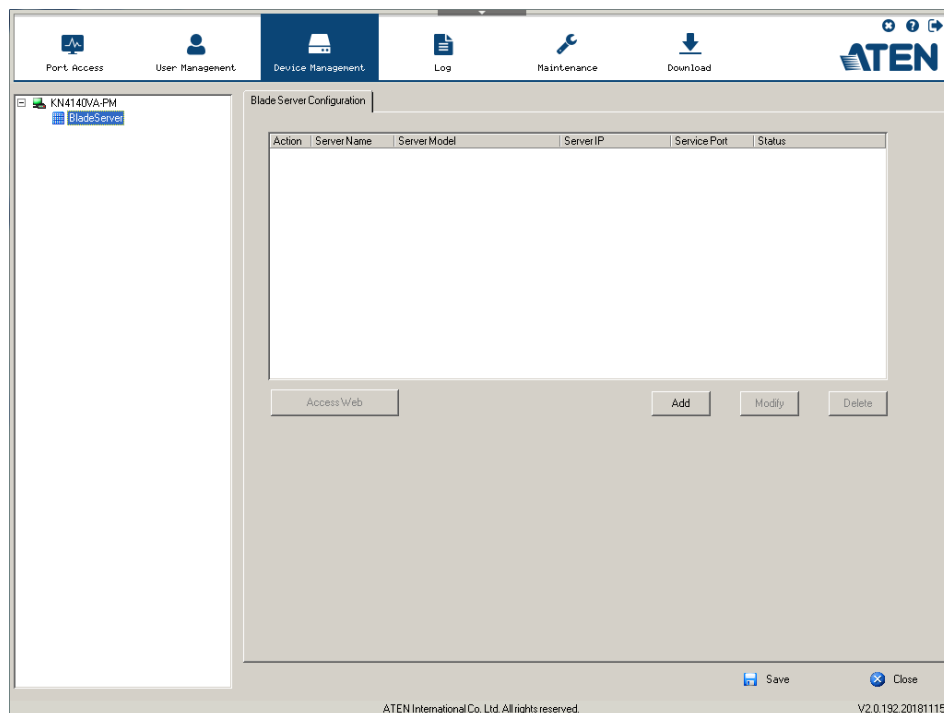 Port Access
User Management
Device Management
Log
Maintenance
Download
ATEN
KN4140VA-PM
BladeServer
Blade Server Configuration
Action Server Name Server Model Server IP Service Port Status
Access Web
Add
Modify
Delete
Save
Close
ATEN International Co. Ltd. All rights reserved.
V2.0.192.20181115